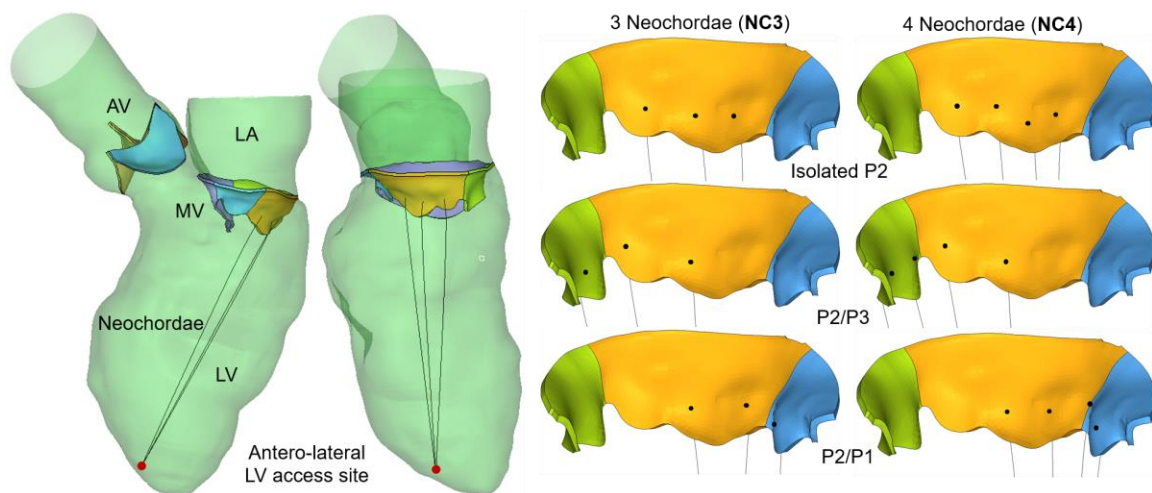 AV
LA
MV
Neochordae
LV
Antero-lateral
LV access site
3 Neochordae (NC3)
4 Neochordae (NC4)
Isolated P2
P2/P3
P2/P1